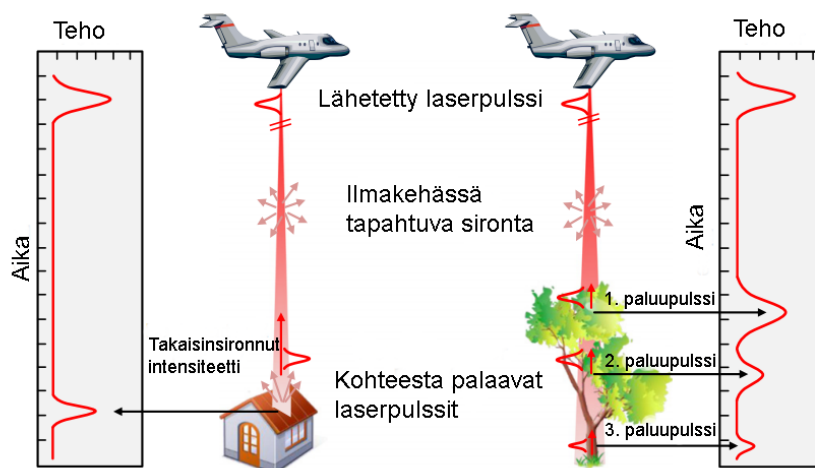 Teho
Teho
Lähetetty laserpulssi
Ilmakehässä
tapahtuva sironta
Aika
Aika
1. paluupulssi
Takaisinsironnut
intensiteetti
2. paluupulssi
Kohteesta palaavat
laserpulssit
3. paluupulssi